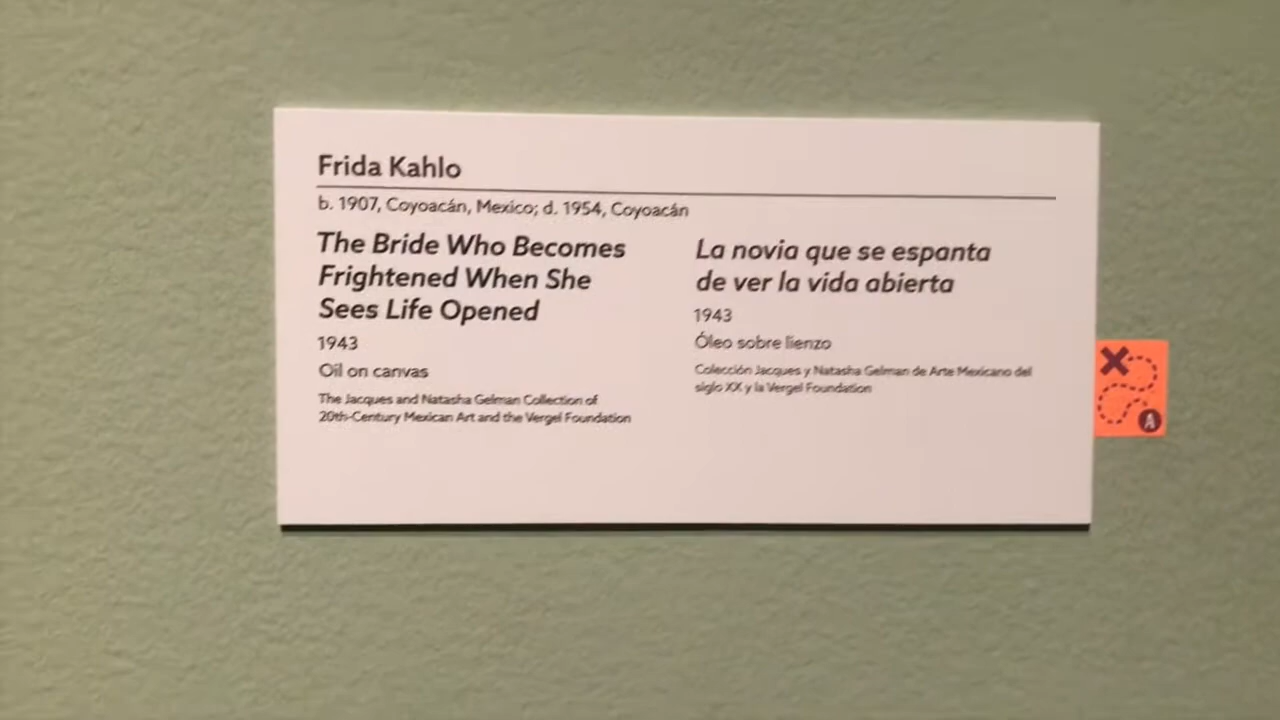 Frida Kahlo
b. 1907, Coyoacán, Mexico; d. 1954, Coyoacán
The Bride Who Becomes
Frightened When She
Sees Life Opened
1943
Oil on canvas
The Jacques and Natasha Gelman Collection of
20th-Century Mexican Art and the Vergel Foundation
La novia que se espanta
de ver la vida abierta
1943
Óleo sobre lienzo
Colección Jacques y Natasha Gelman de Arte Mexicano del
siglo XX y la Vergel Foundation
A